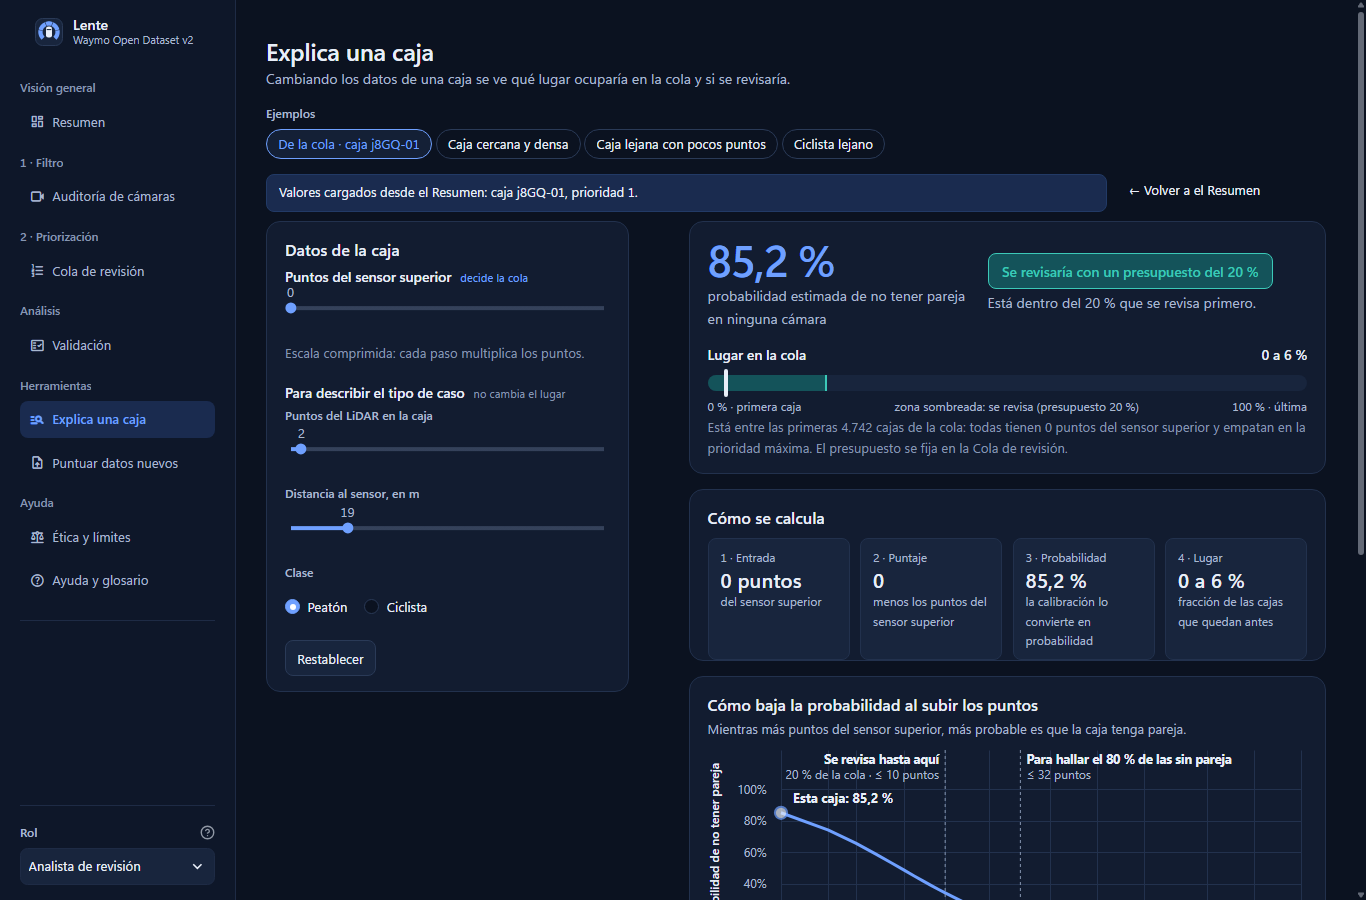 Lente
Waymo Open Dataset v2
Visión general
Resumen
1 · Filtro
Auditoría de cámaras
2 · Priorización
Cola de revisión
Análisis
Validación
Herramientas
Explica una caja
Puntuar datos nuevos
Ayuda
Ética y límites
Ayuda y glosario
Rol
Analista de revisión
Explica una caja
Cambiando los datos de una caja se ve qué lugar ocuparía en la cola y si se revisaría.
Ejemplos
De la cola · caja j8GQ-01
Caja cercana y densa
Caja lejana con pocos puntos
Ciclista lejano
Valores cargados desde el Resumen: caja j8GQ-01, prioridad 1.
← Volver a el Resumen
Datos de la caja
Puntos del sensor superior decide la cola
0
Escala comprimida: cada paso multiplica los puntos.
Para describir el tipo de caso no cambia el lugar
Puntos del LiDAR en la caja
2
Distancia al sensor, en m
19
Clase
Peatón
Ciclista
Restablecer
85,2 %
probabilidad estimada de no tener pareja
en ninguna cámara
Se revisaría con un presupuesto del 20 %
Está dentro del 20 % que se revisa primero.
Lugar en la cola
0 a 6 %
0 % · primera caja
zona sombreada: se revisa (presupuesto 20 %)
100 % · última
Está entre las primeras 4.742 cajas de la cola: todas tienen 0 puntos del sensor superior y empatan en la
prioridad máxima. El presupuesto se fija en la Cola de revisión.
Cómo se calcula
1 · Entrada
0 puntos
del sensor superior
2 · Puntaje
0
menos los puntos del
sensor superior
3 · Probabilidad
85,2 %
la calibración lo
convierte en
probabilidad
4 · Lugar
0 a 6 %
fracción de las cajas
que quedan antes
Cómo baja la probabilidad al subir los puntos
Mientras más puntos del sensor superior, más probable es que la caja tenga pareja.
Se revisa hasta aquí
20 % de la cola · ≤ 10 puntos
Para hallar el 80 % de las sin pareja
≤ 32 puntos
Esta caja: 85,2 %
100%
80%
60%
40%
bilidad de no tener pareja